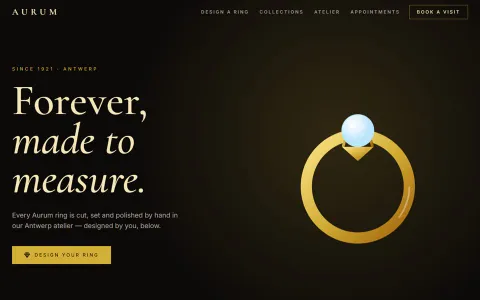 AURUM
DESIGN A RING COLLECTIONS ATELIER APPOINTMENTS BOOK A VISIT
SINCE 1921 · ANTWERP
Forever,
made to
measure.
Every Aurum ring is cut, set and polished by hand in
our Antwerp atelier — designed by you, below.
DESIGN YOUR RING